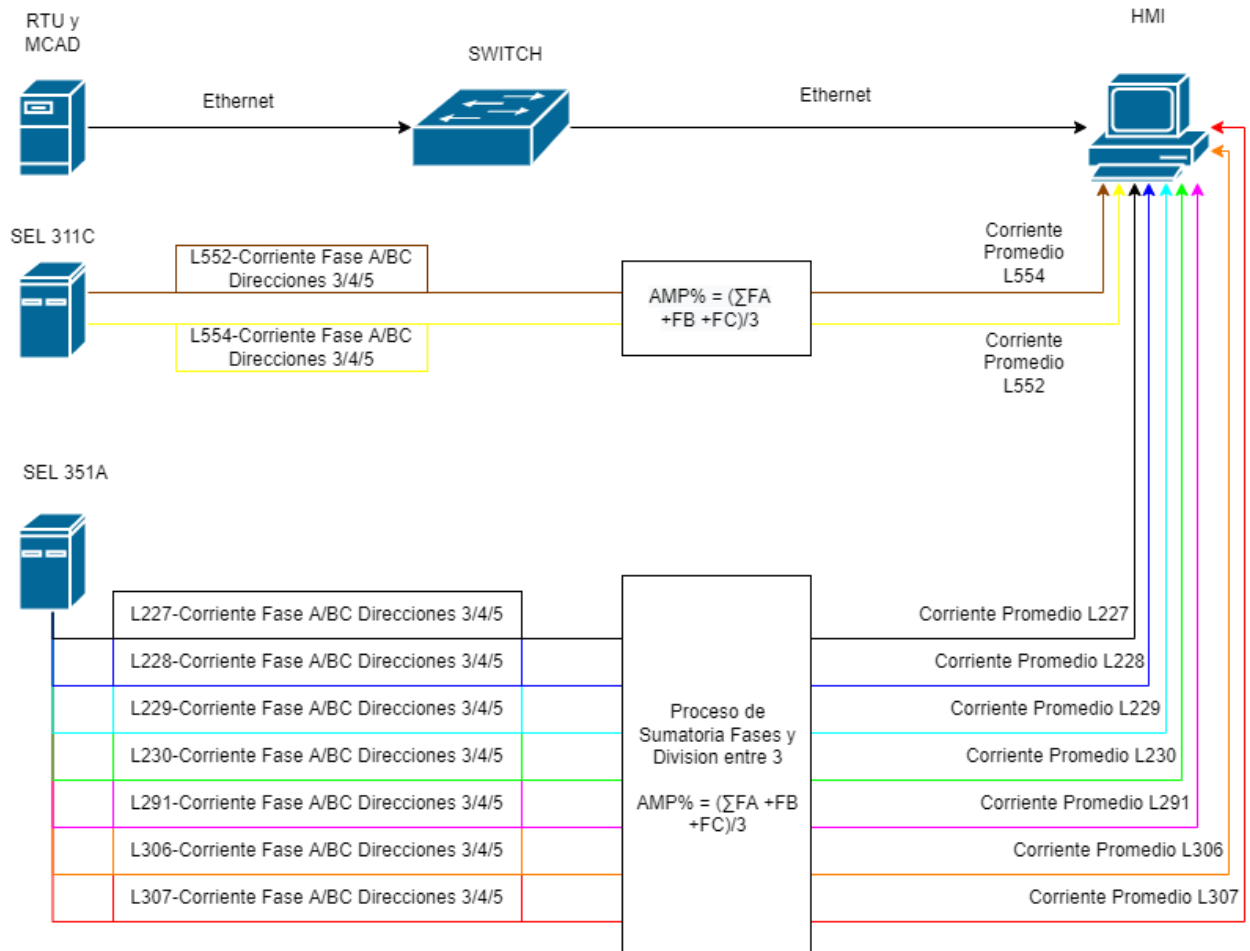 RTU y
MCAD
SWITCH
HMI
Ethernet
Ethernet
SEL 311C
L552-Corriente Fase A/BC
Direcciones 3/4/5
L554-Corriente Fase A/BC
Direcciones 3/4/5
AMP% = (∑FA
+FB +FC)/3
Corriente
Promedio
L554
Corriente
Promedio
L552
SEL 351A
L227-Corriente Fase A/BC Direcciones 3/4/5
L228-Corriente Fase A/BC Direcciones 3/4/5
L229-Corriente Fase A/BC Direcciones 3/4/5
L230-Corriente Fase A/BC Direcciones 3/4/5
L291-Corriente Fase A/BC Direcciones 3/4/5
L306-Corriente Fase A/BC Direcciones 3/4/5
L307-Corriente Fase A/BC Direcciones 3/4/5
Proceso de
Sumatoria Fases y
Division entre 3
AMP% = (∑FA +FB
+FC)/3
Corriente Promedio L227
Corriente Promedio L228
Corriente Promedio L229
Corriente Promedio L230
Corriente Promedio L291
Corriente Promedio L306
Corriente Promedio L307